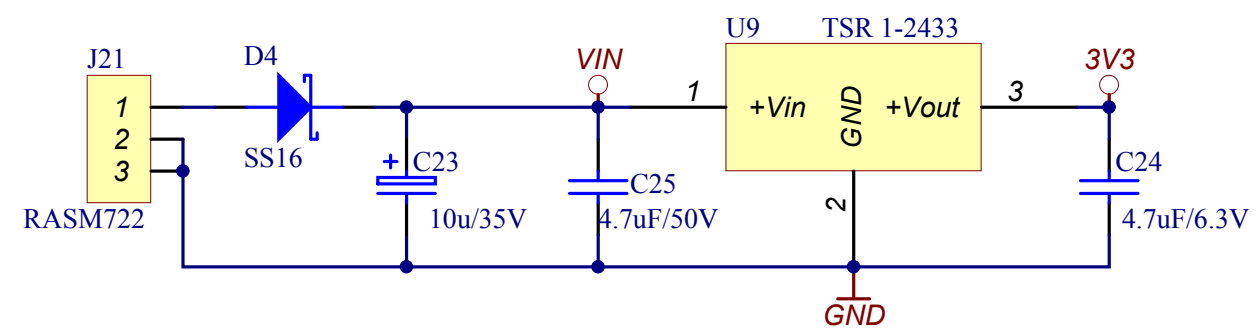 U9 TSR 1-2433
J21 D4 VIN 3V3
1 1 +Vin GND +Vout 3
2
3
SS16 + C23 C25 C24
RASM722 10u/35V 4.7uF/50V 2 4.7uF/6.3V
GND